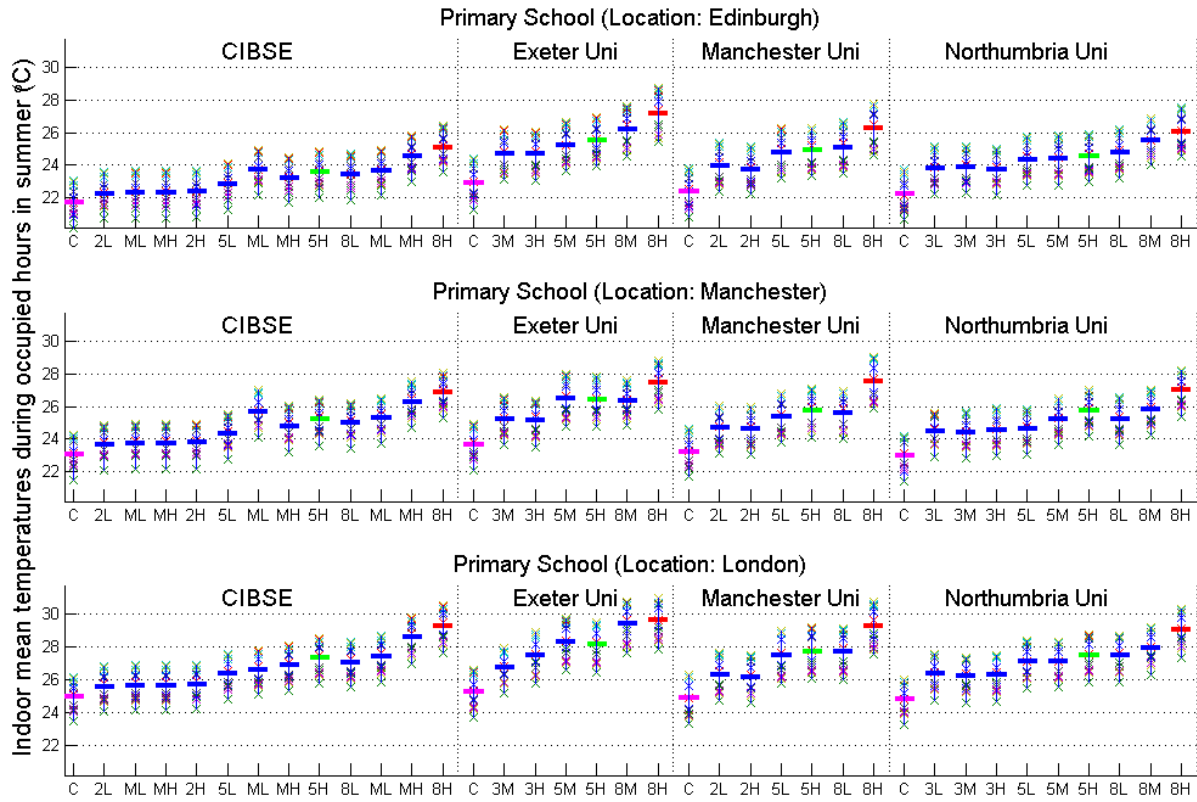 Indoor mean temperatures during occupied hours in summer (ºC)
Primary School (Location: Edinburgh)
CIBSE Exeter Uni Manchester Uni Northumbria Uni
30
28
26
24
22
C 2L ML MH 2H 5L ML MH 5H 8L ML MH 8H C 3M 3H 5M 5H 8M 8H C 2L 2H 5L 5H 8L 8H C 3L 3M 3H 5L 5M 5H 8L 8M 8H
Primary School (Location: Manchester)
CIBSE Exeter Uni Manchester Uni Northumbria Uni
30
28
26
24
22
C 2L ML MH 2H 5L ML MH 5H 8L ML MH 8H C 3M 3H 5M 5H 8M 8H C 2L 2H 5L 5H 8L 8H C 3L 3M 3H 5L 5M 5H 8L 8M 8H
Primary School (Location: London)
CIBSE Exeter Uni Manchester Uni Northumbria Uni
30
28
26
24
22
C 2L ML MH 2H 5L ML MH 5H 8L ML MH 8H C 3M 3H 5M 5H 8M 8H C 2L 2H 5L 5H 8L 8H C 3L 3M 3H 5L 5M 5H 8L 8M 8H